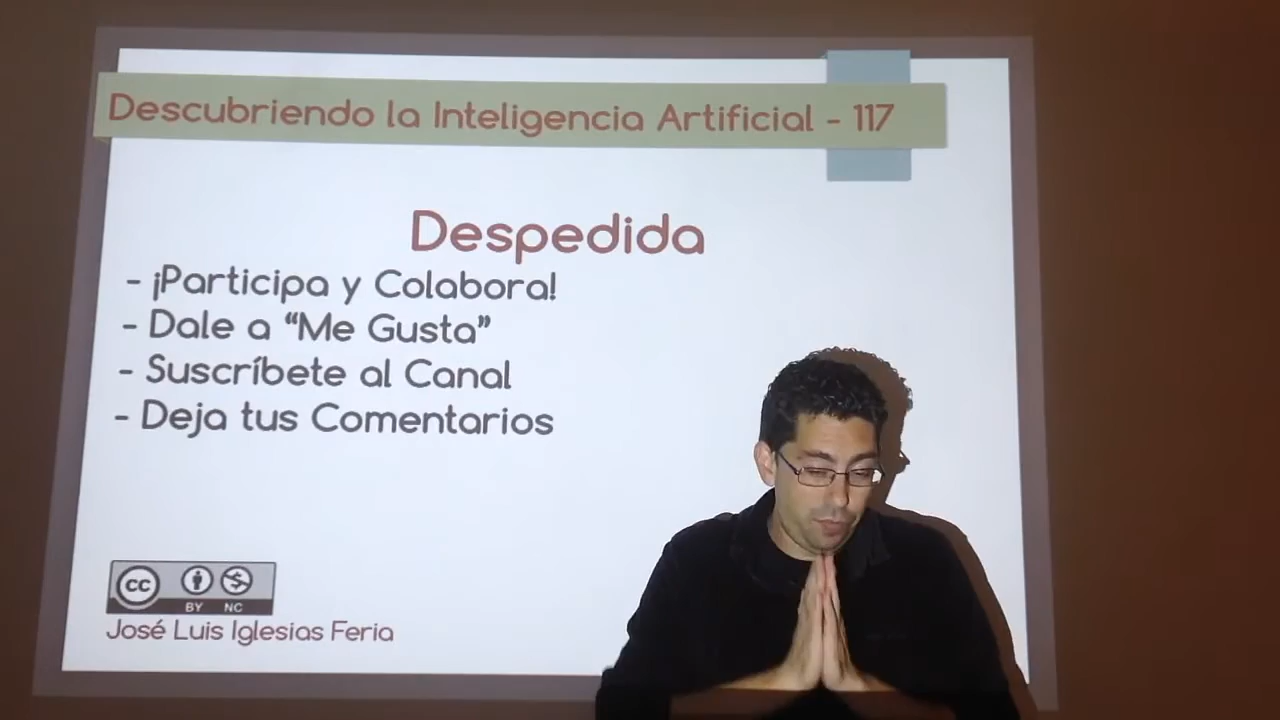 Descubriendo la Inteligencia Artificial - 117
Despedida
- ¡Participa y Colabora!
- Dale a “Me Gusta”
- Suscríbete al Canal
- Deja tus Comentarios
cc
BY NC
José Luis Iglesias Feria